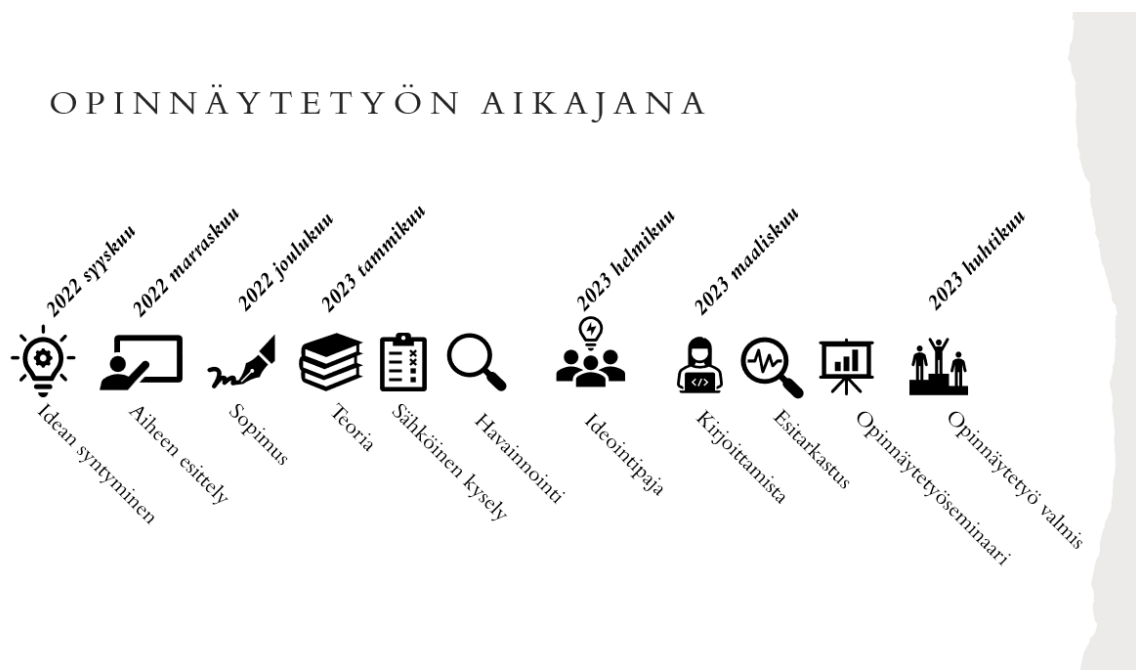 OPINNÄYTETYÖN AIKAJANA
2022 syyskuu
2022 marraskuu
2022 joulukuu
2023 tammikuu
2023 helmikuu
2023 maaliskuu
2023 huhtikuu
Idean syntyminen
Aiheen esittely
Sopimus
Teoria
Sähköinen kysely
Havainnointi
Ideointipaja
Kirjoittamista
Esitarkastus
Opinnäytetyöseminaari
Opinnäytetyö valmis